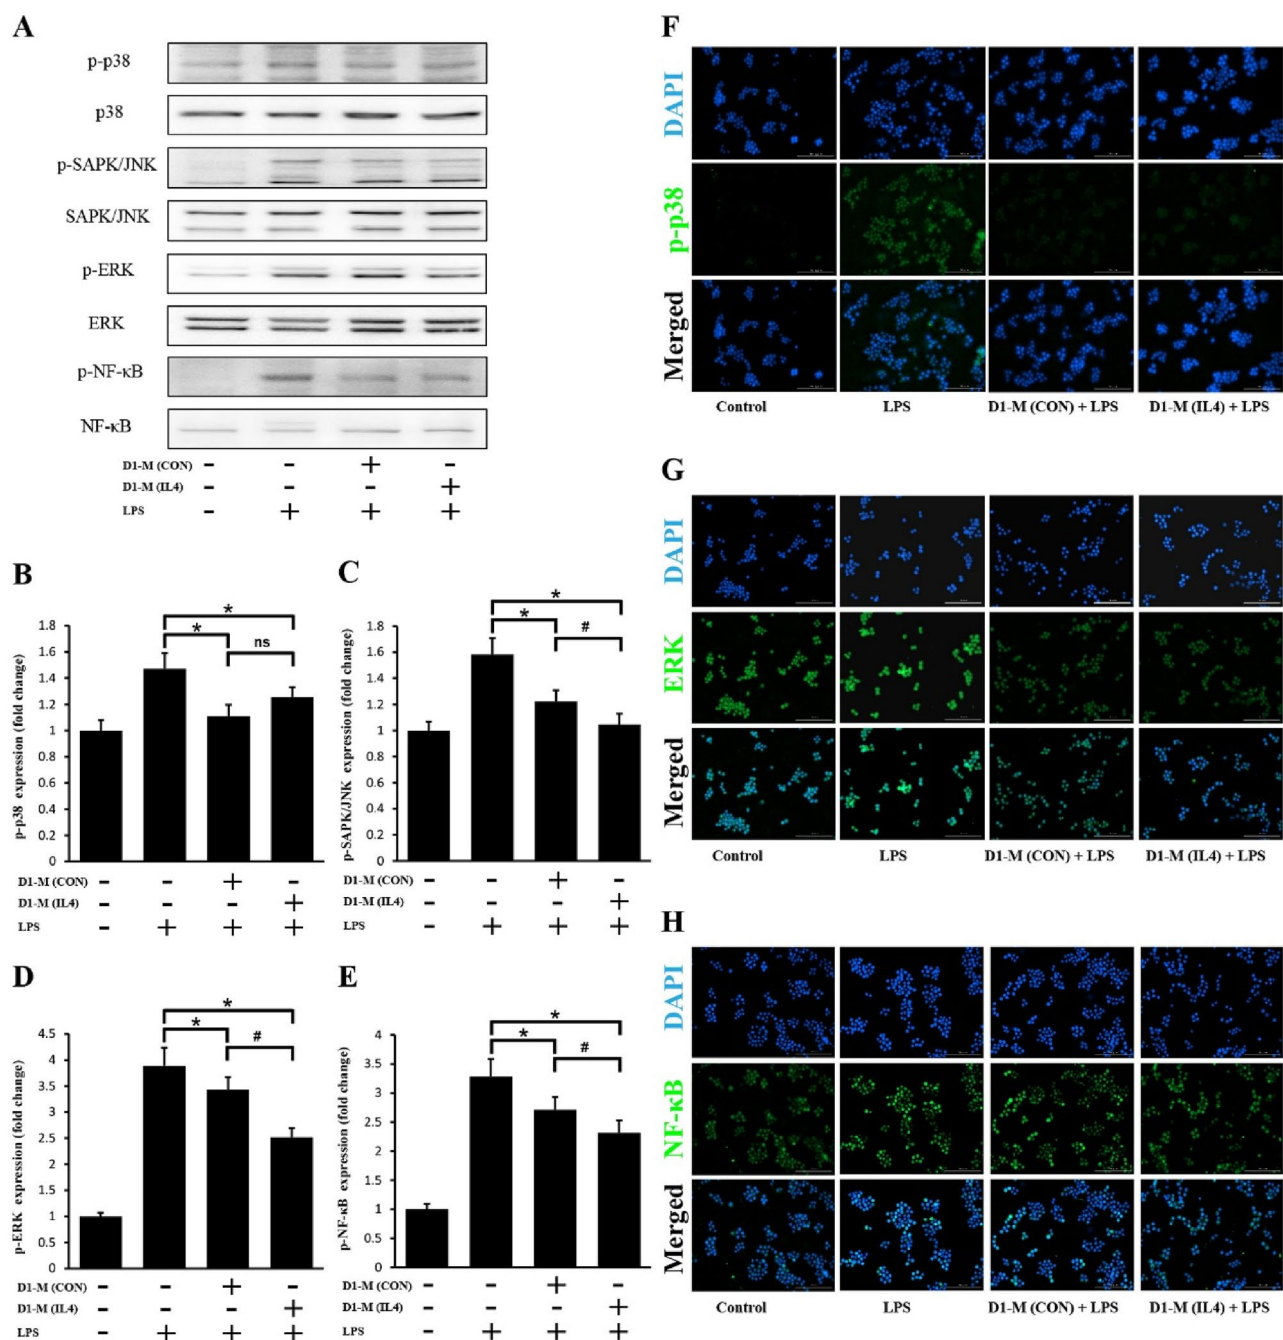 A
p-p38
p38
p-SAPK/JNK
SAPK/JNK
p-ERK
ERK
p-NF-κB
NF-κB
D1-M (CON) - - + -
D1-M (IL4) - - - +
LPS - + + +
B
p-p38 expression (fold change)
1.8
1.6
1.4
1.2
1
0.8
0.6
0.4
0.2
0
*
*
ns
D1-M (CON) - - + -
D1-M (IL4) - - - +
LPS - + + +
C
p-SAPK/JNK expression (fold change)
1.8
1.6
1.4
1.2
1
0.8
0.6
0.4
0.2
0
*
*
#
D1-M (CON) - - + -
D1-M (IL4) - - - +
LPS - + + +
D
p-ERK expression (fold change)
4.5
4
3.5
3
2.5
2
1.5
1
0.5
0
*
*
#
D1-M (CON) - - + -
D1-M (IL4) - - - +
LPS - + + +
E
p-NF-κB expression (fold change)
4
3.5
3
2.5
2
1.5
1
0.5
0
*
*
#
D1-M (CON) - - + -
D1-M (IL4) - - - +
LPS - + + +
F
DAPI
p-p38
Merged
Control LPS D1-M (CON) + LPS D1-M (IL4) + LPS
G
DAPI
ERK
Merged
Control LPS D1-M (CON) + LPS D1-M (IL4) + LPS
H
DAPI
NF-κB
Merged
Control LPS D1-M (CON) + LPS D1-M (IL4) + LPS